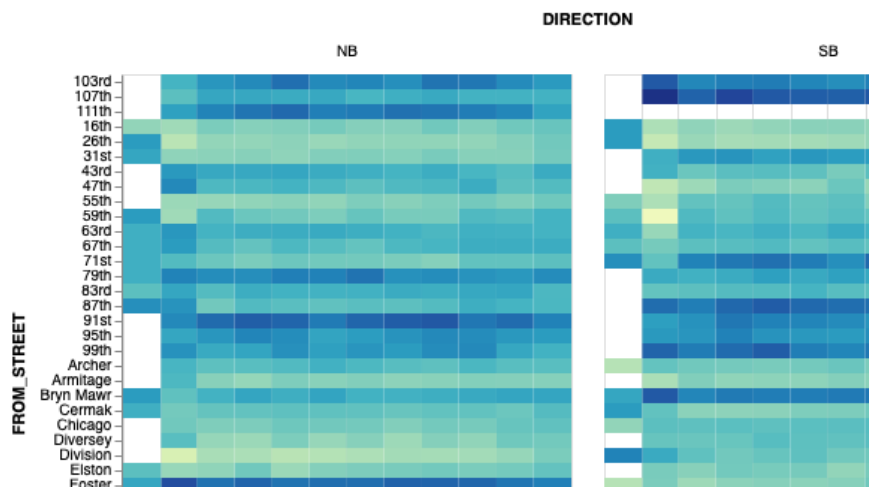 DIRECTION
NB
SB
FROM_STREET
103rd
107th
111th
16th
26th
31st
43rd
47th
55th
59th
63rd
67th
71st
79th
83rd
87th
91st
95th
99th
Archer
Armitage
Bryn Mawr
Cermak
Chicago
Diversey
Division
Elston
Foster